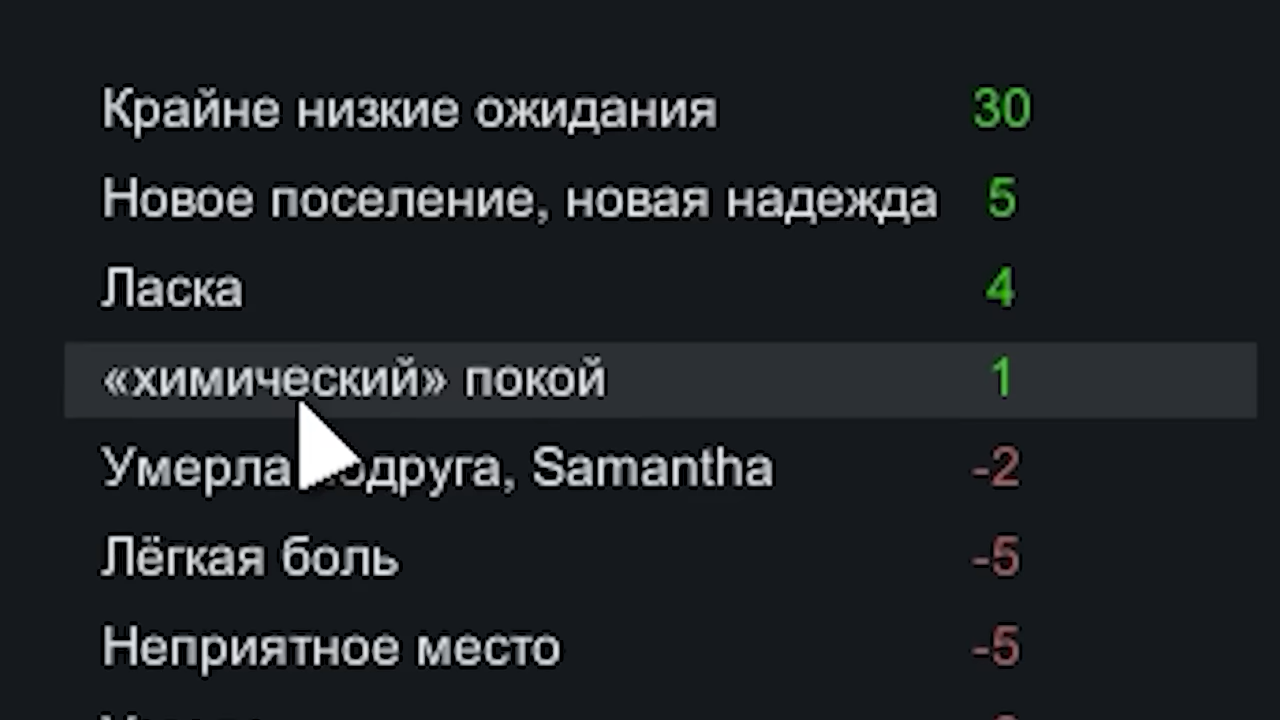 Крайне низкие ожидания 30
Новое поселение, новая надежда 5
Ласка 4
«химический» покой 1
Умерла подруга, Samantha -2
Лёгкая боль -5
Неприятное место -5